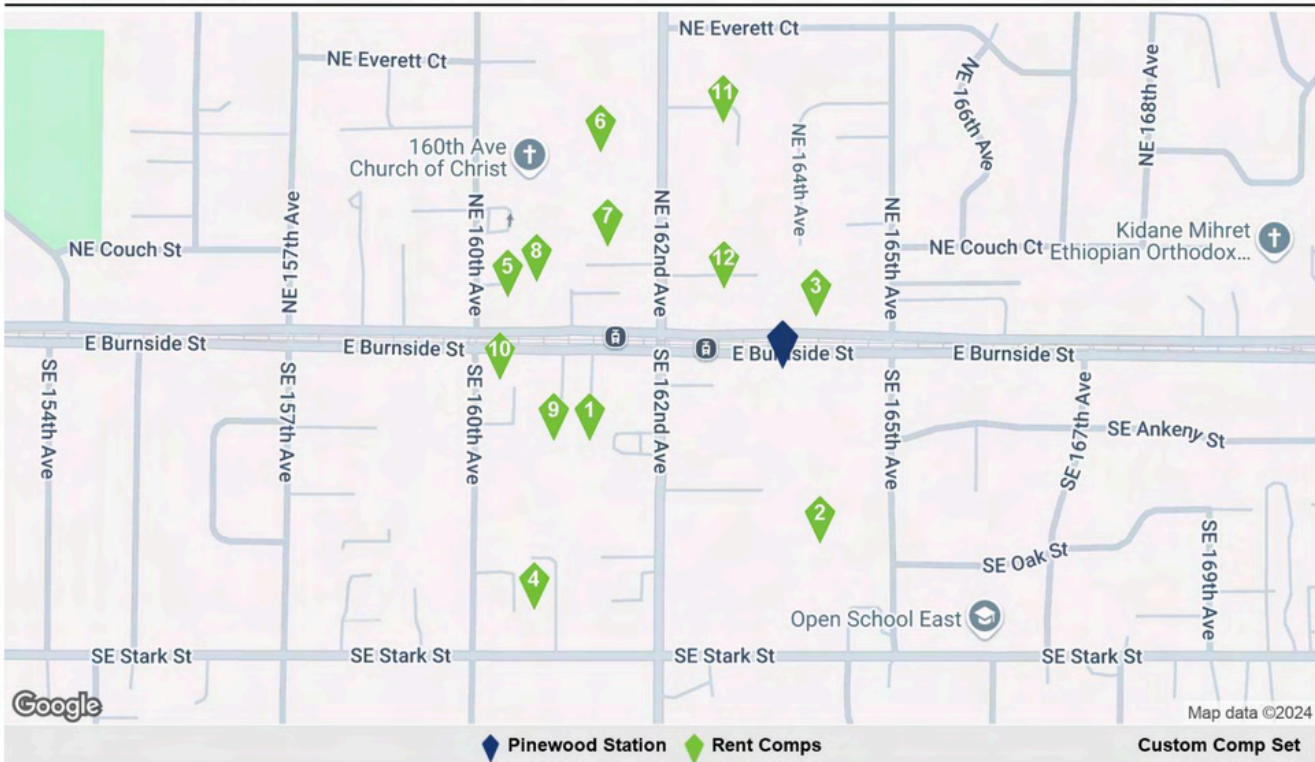 NE Everett Ct
NE Everett Ct
NE 166th Ave
NE 168th Ave
11
6
160th Ave
Church of Christ
NE 164th Ave
NE 157th Ave
NE 160th Ave
NE 162nd Ave
NE 165th Ave
7
NE Couch St
8
5
12
3
NE Couch Ct
Kidane Mihret
Ethiopian Orthodox...
E Burnside St
E Burnside St
10
E Burnside St
E Burnside St
SE 154th Ave
SE 157th Ave
SE 160th Ave
SE 162nd Ave
SE 165th Ave
SE 167th Ave
9
1
SE Ankeny St
2
SE Oak St
SE 169th Ave
4
Open School East
SE Stark St
SE Stark St
SE Stark St
SE Stark St
Google
Map data ©2024
Pinewood Station
Rent Comps
Custom Comp Set